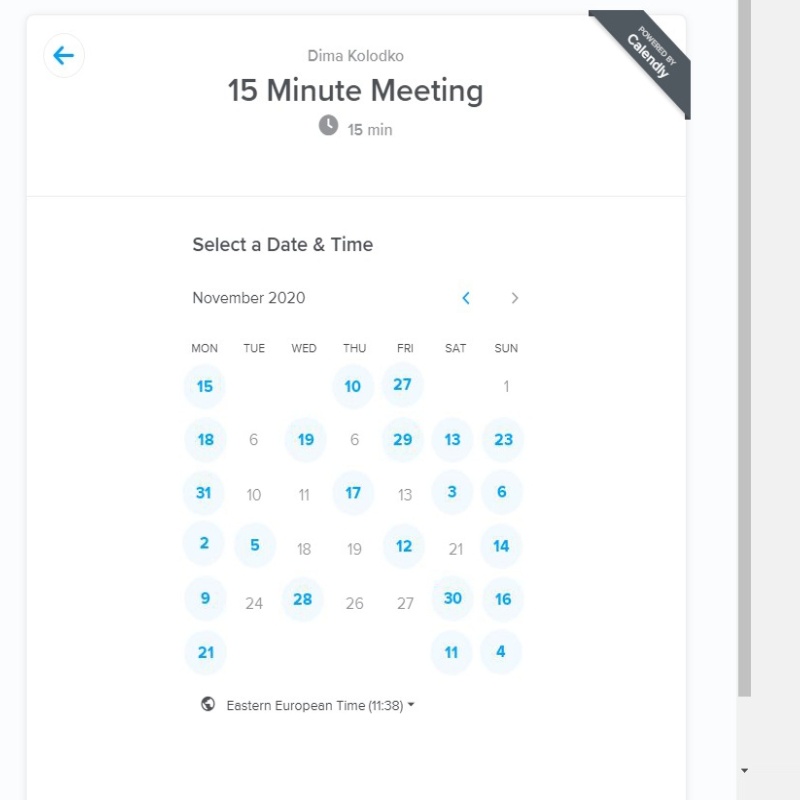 Dima Kolodko
POWERED BY
Calendly
15 Minute Meeting
15 min
Select a Date & Time
November 2020
MON TUE WED THU FRI SAT SUN
15 10 27 1
18 6 19 6 29 13 23
31 10 11 17 13 3 6
2 5 18 19 12 21 14
9 24 28 26 27 30 16
21 11 4
Eastern European Time (11:38)